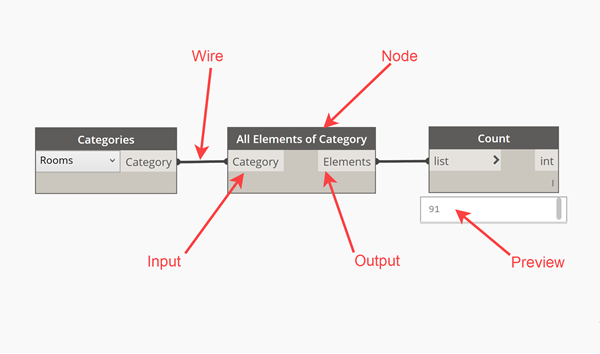 Wire
Node
Categories
All Elements of Category
Count
Rooms
Category
Category
Elements
list
int
91
Input
Output
Preview